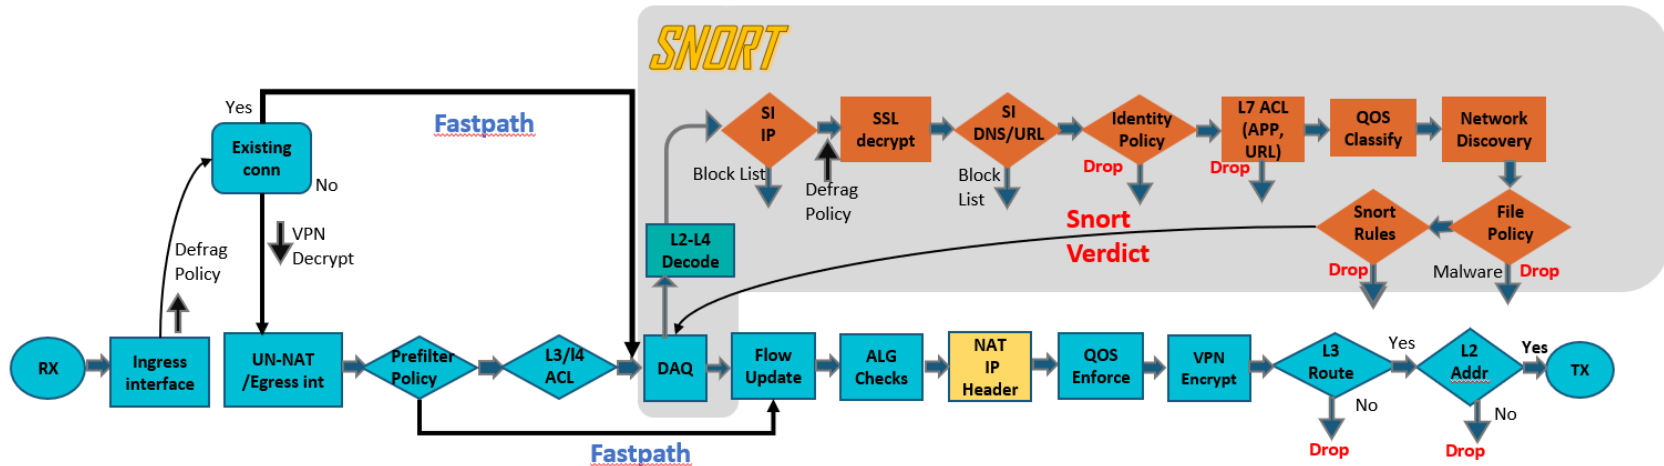 SNORT
Yes
Fastpath
Existing
conn
No
VPN
Decrypt
Defrag
Policy
SI
IP
Block List
SSL
decrypt
Defrag
Policy
SI
DNS/URL
Block
List
Identity
Policy
Drop
L7 ACL
(APP,
URL)
Drop
QOS
Classify
Network
Discovery
File
Policy
Malware
Drop
Snort
Rules
Drop
Snort
Verdict
L2-L4
Decode
RX
Ingress
interface
UN-NAT
/Egress int
Prefilter
Policy
L3/l4
ACL
DAQ
Flow
Update
ALG
Checks
NAT
IP
Header
QOS
Enforce
VPN
Encrypt
L3
Route
Yes
No
Drop
L2
Addr
Yes
No
Drop
TX
Fastpath